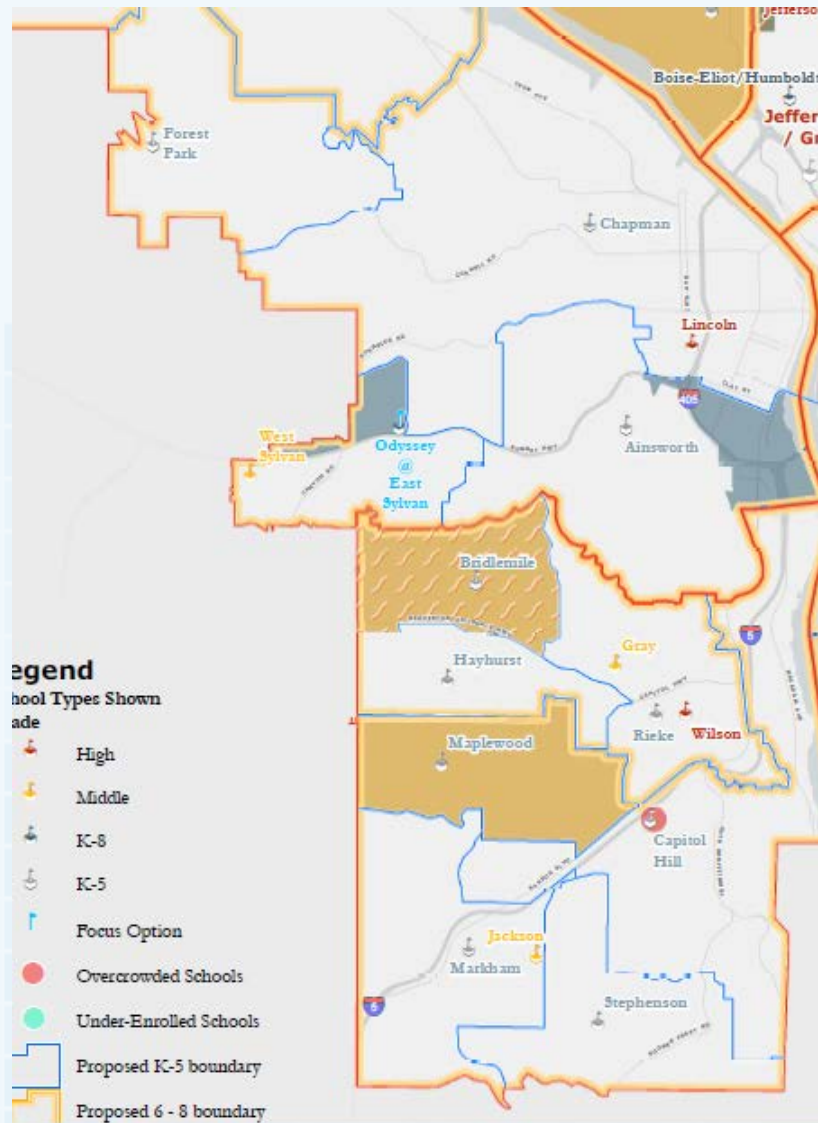 Jefferso
Boise-Eliot/Humboldt
Jeffer
/ Gr
Forest
Park
Chapman
Lincoln
405
Ainsworth
West
Sylvan
Odyssey
@
East
Sylvan
Bridlemile
Gray
5
Hayhurst
Rieke
Wilson
Maplewood
Capitol
Hill
Jackson
Markham
5
Stephenson
egend
hool Types Shown
ade
High
Middle
K-8
K-5
Focus Option
Overcrowded Schools
Under-Enrolled Schools
Proposed K-5 boundary
Proposed 6 - 8 boundary